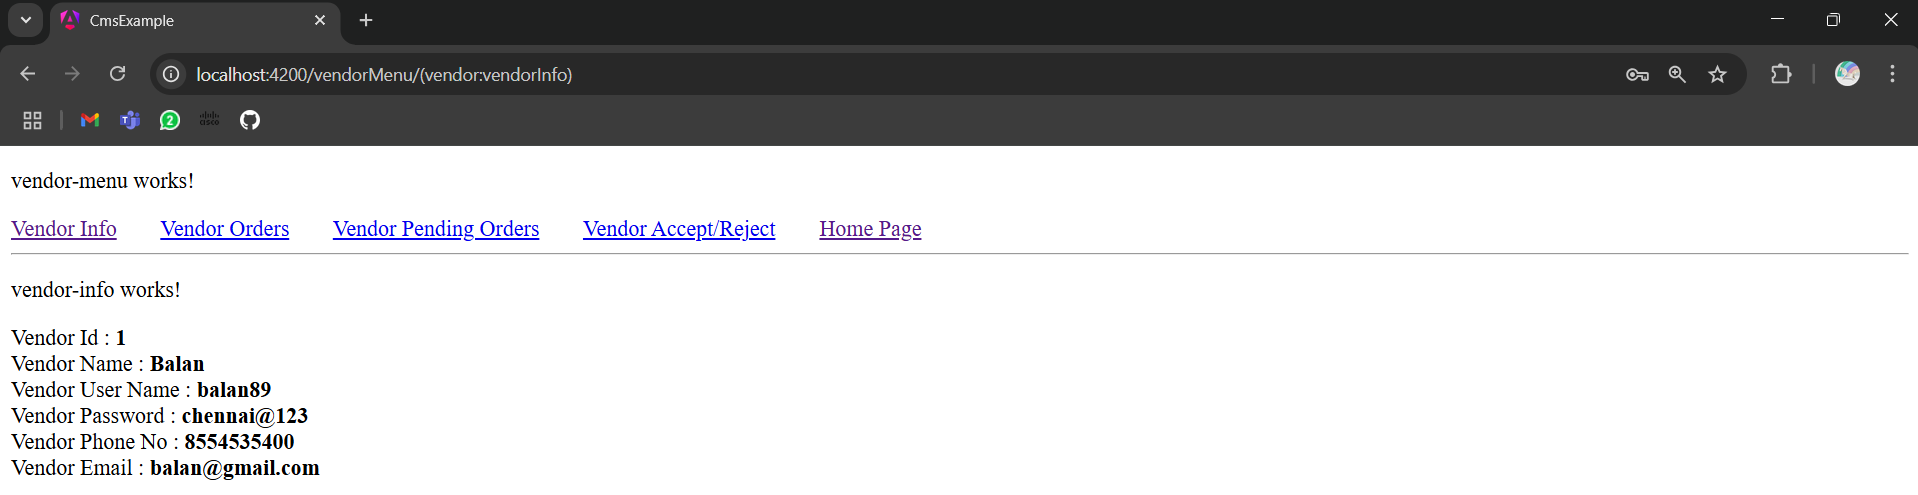 CmsExample
localhost:4200/vendorMenu/(vendor:vendorInfo)
2
cisco
vendor-menu works!
Vendor Info Vendor Orders Vendor Pending Orders Vendor Accept/Reject Home Page
vendor-info works!
Vendor Id : 1
Vendor Name : Balan
Vendor User Name : balan89
Vendor Password : chennai@123
Vendor Phone No : 8554535400
Vendor Email : balan@gmail.com